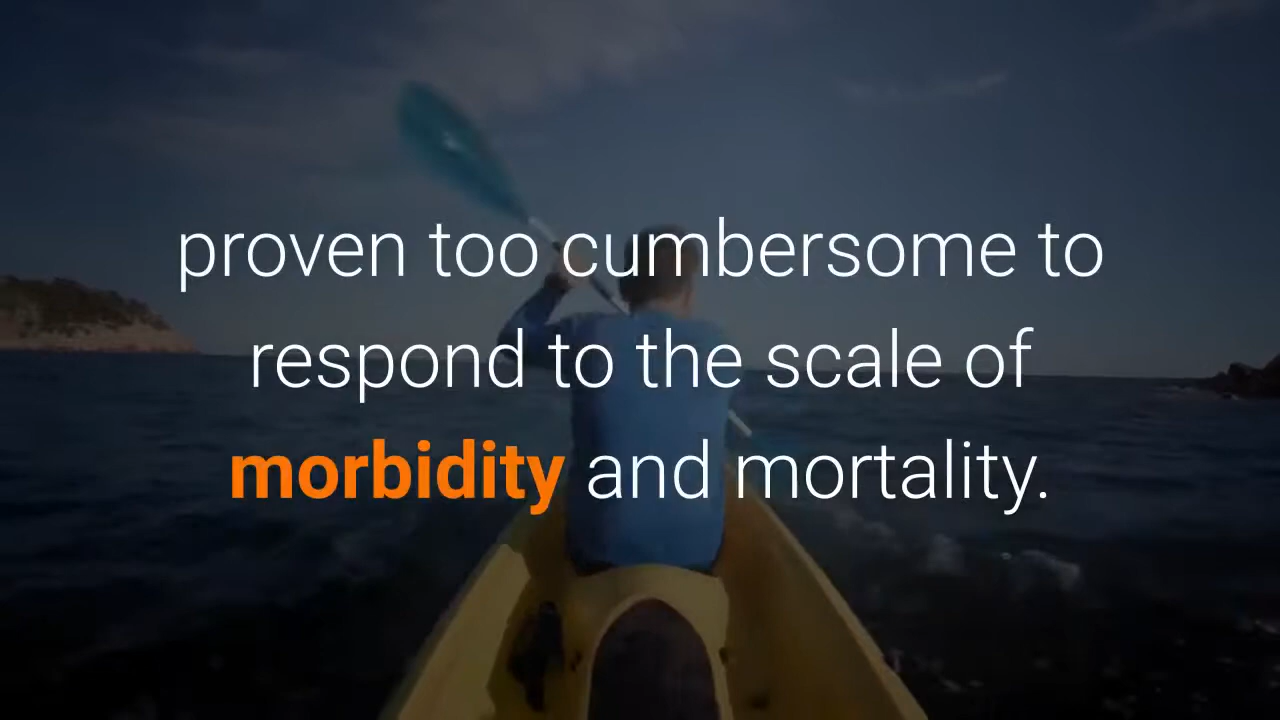 proven too cumbersome to
respond to the scale of
morbidity and mortality.